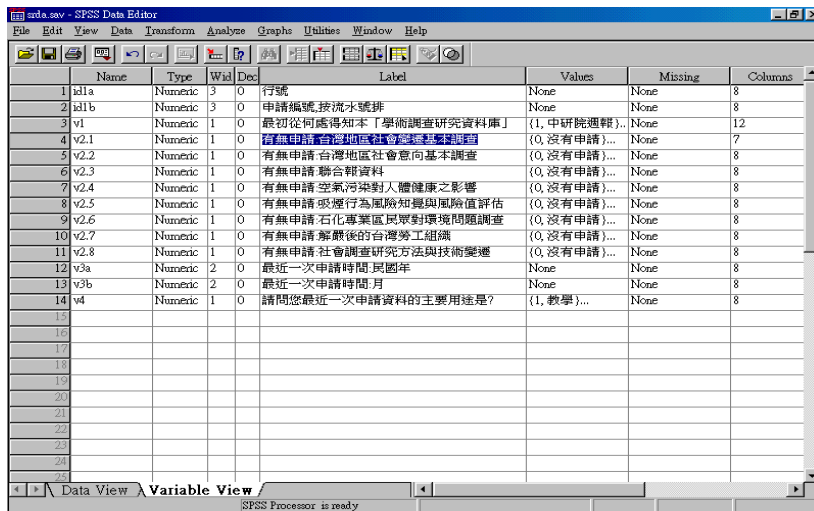 srda.sav - SPSS Data Editor
File Edit View Data Transform Analyze Graphs Utilities Window Help
Name Type Wid Dec Label Values Missing Columns
1 id1a Numeric 3 0 行號 None None 8
2 id1b Numeric 3 0 申請編號,按流水號排 None None 8
3 v1 Numeric 1 0 最初從何處得知本「學術調查研究資料庫」 {1, 中研院週報}.. None 12
4 v2.1 Numeric 1 0 有無申請:台灣地區社會變遷基本調查 {0, 沒有申請}... None 7
5 v2.2 Numeric 1 0 有無申請:台灣地區社會意向基本調查 {0, 沒有申請}... None 8
6 v2.3 Numeric 1 0 有無申請:聯合報資料 {0, 沒有申請}... None 8
7 v2.4 Numeric 1 0 有無申請:空氣污染對人體健康之影響 {0, 沒有申請}... None 8
8 v2.5 Numeric 1 0 有無申請:吸煙行為風險知覺與風險值評估 {0, 沒有申請}... None 8
9 v2.6 Numeric 1 0 有無申請:石化專業區民眾對環境問題調查 {0, 沒有申請}... None 8
10 v2.7 Numeric 1 0 有無申請:解嚴後的台灣勞工組織 {0, 沒有申請}... None 8
11 v2.8 Numeric 1 0 有無申請:社會調查研究方法與技術變遷 {0, 沒有申請}... None 8
12 v3a Numeric 2 0 最近一次申請時間:民國年 None None 8
13 v3b Numeric 2 0 最近一次申請時間:月 None None 8
14 v4 Numeric 1 0 請問您最近一次申請資料的主要用途是? {1, 教學}... None 8
15
16
17
18
19
20
21
22
23
24
25
Data View Variable View
SPSS Processor is ready